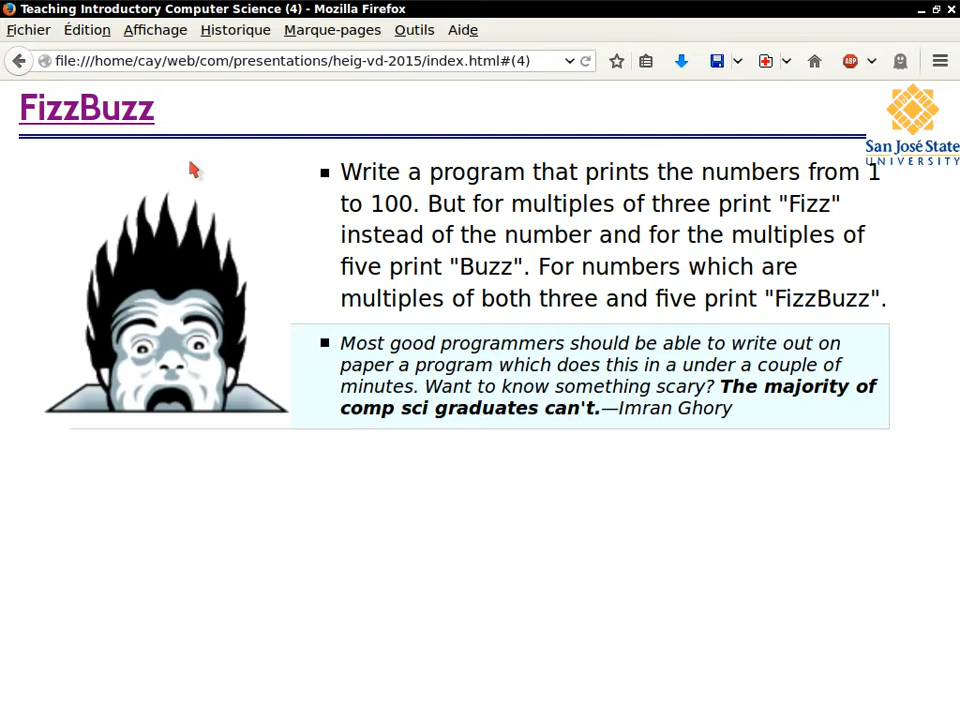 Teaching Introductory Computer Science (4) - Mozilla Firefox
Fichier Édition Affichage Historique Marque-pages Outils Aide
file:///home/cay/web/com/presentations/heig-vd-2015/index.html#(4)
ABP
FizzBuzz
San José State
UNIVERSITY
Write a program that prints the numbers from 1
to 100. But for multiples of three print "Fizz"
instead of the number and for the multiples of
five print "Buzz". For numbers which are
multiples of both three and five print "FizzBuzz".
Most good programmers should be able to write out on
paper a program which does this in a under a couple of
minutes. Want to know something scary? The majority of
comp sci graduates can't.—Imran Ghory